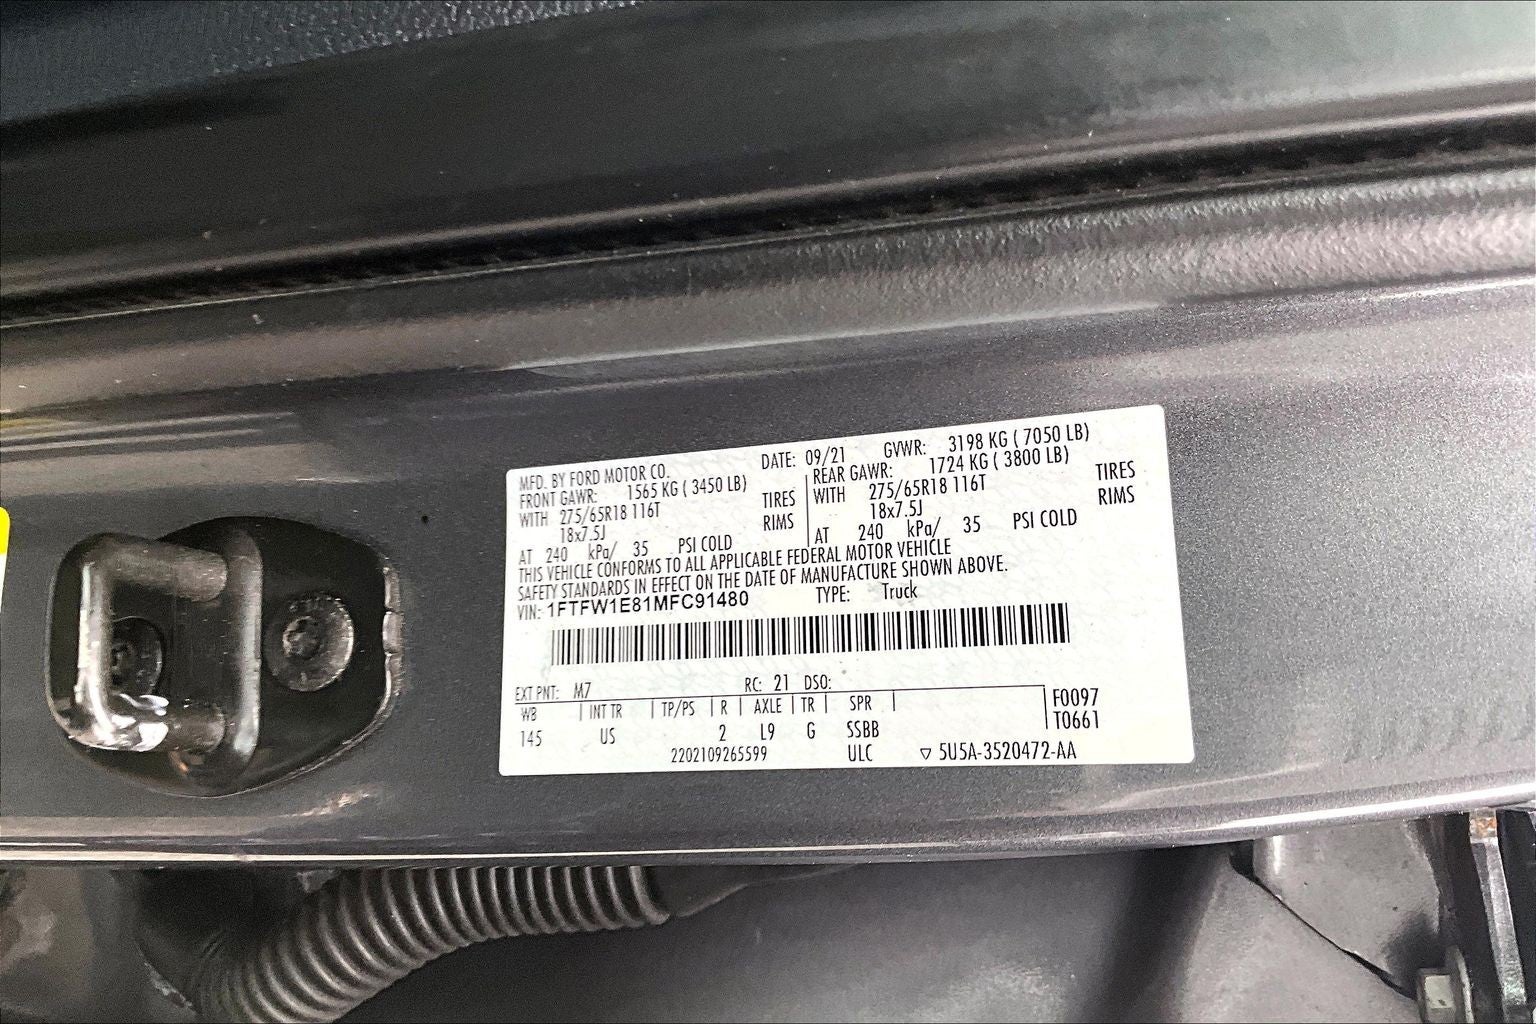 MFD. BY FORD MOTOR CO. DATE: 09/21 GVWR: 3198 KG ( 7050 LB)
FRONT GAWR: 1565 KG ( 3450 LB) REAR GAWR: 1724 KG ( 3800 LB)
WITH 275/65R18 116T TIRES WITH 275/65R18 116T TIRES
18x7.5J RIMS 18x7.5J RIMS
AT 240 kPa/ 35 PSI COLD AT 240 kPa/ 35 PSI COLD
THIS VEHICLE CONFORMS TO ALL APPLICABLE FEDERAL MOTOR VEHICLE
SAFETY STANDARDS IN EFFECT ON THE DATE OF MANUFACTURE SHOWN ABOVE.
VIN: 1FTFW1E81MFC91480 TYPE: Truck
EXT PNT: M7 RC: 21 DSO:
WB | INT TR | TP/PS | R | AXLE | TR | SPR | F0097
145 US 2 L9 G SSBB T0661
2202109265599 ULC ▽ 5U5A-3520472-AA